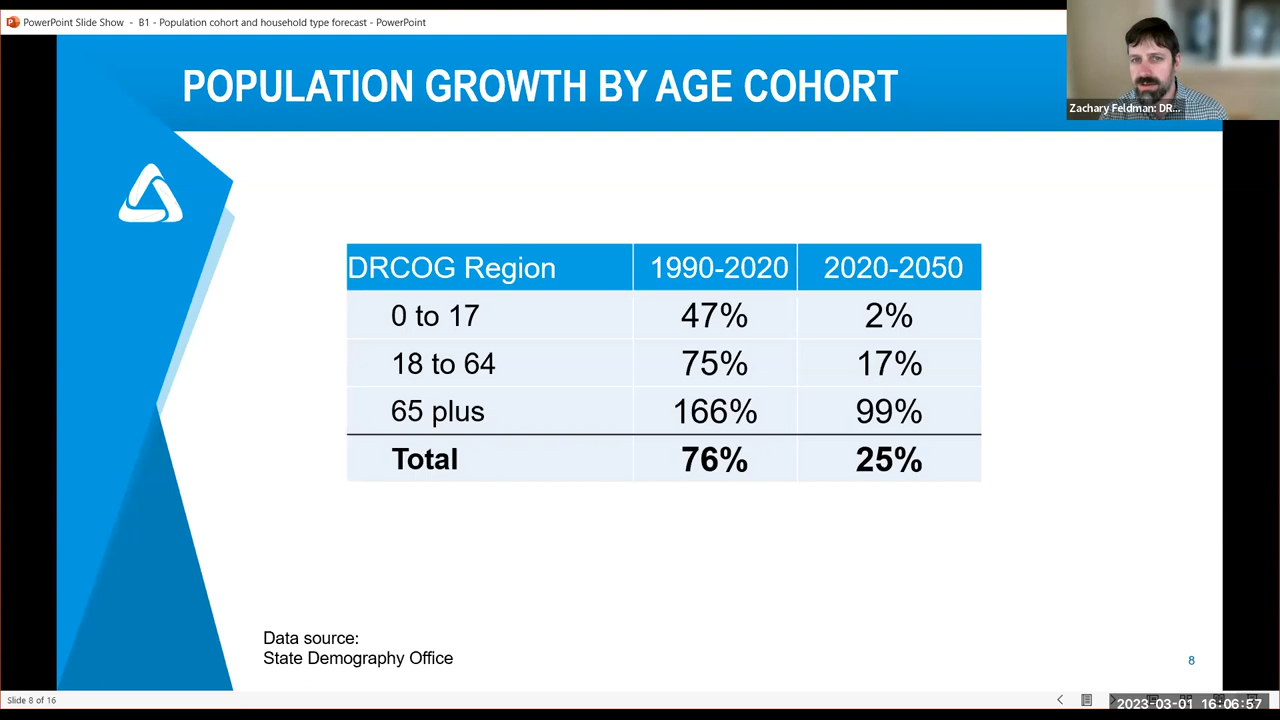 PowerPoint Slide Show - B1 - Population cohort and household type forecast - PowerPoint
POPULATION GROWTH BY AGE COHORT
Zachary Feldman: DR...
DRCOG Region 1990-2020 2020-2050
0 to 17 47% 2%
18 to 64 75% 17%
65 plus 166% 99%
Total 76% 25%
Data source:
State Demography Office
8
Slide 8 of 16
2023-03-01 16:06:57